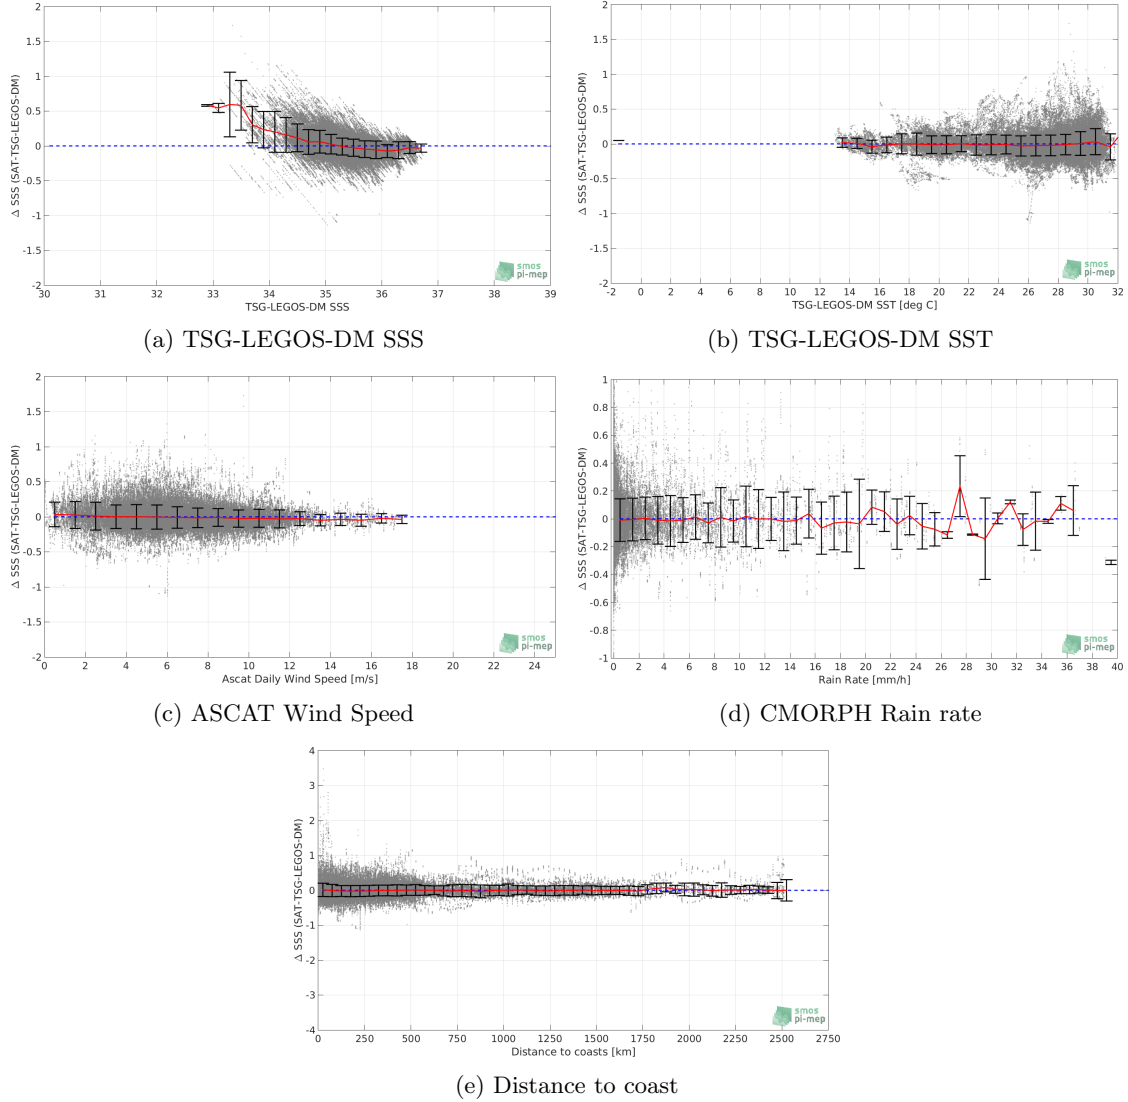 2
1.5
1
0.5
0
-0.5
-1
-1.5
-2
Δ SSS (SAT-TSG-LEGOS-DM)
30 31 32 33 34 35 36 37 38 39
TSG-LEGOS-DM SSS
smos
pi-mep
(a) TSG-LEGOS-DM SSS
2
1.5
1
0.5
0
-0.5
-1
-1.5
-2
Δ SSS (SAT-TSG-LEGOS-DM)
-2 0 2 4 6 8 10 12 14 16 18 20 22 24 26 28 30 32
TSG-LEGOS-DM SST [deg C]
smos
pi-mep
(b) TSG-LEGOS-DM SST
2
1.5
1
0.5
0
-0.5
-1
-1.5
-2
Δ SSS (SAT-TSG-LEGOS-DM)
0 2 4 6 8 10 12 14 16 18 20 22 24
Ascat Daily Wind Speed [m/s]
smos
pi-mep
(c) ASCAT Wind Speed
1
0.8
0.6
0.4
0.2
0
-0.2
-0.4
-0.6
-0.8
-1
Δ SSS (SAT-TSG-LEGOS-DM)
0 2 4 6 8 10 12 14 16 18 20 22 24 26 28 30 32 34 36 38 40
Rain Rate [mm/h]
smos
pi-mep
(d) CMORPH Rain rate
4
3
2
1
0
-1
-2
-3
-4
Δ SSS (SAT-TSG-LEGOS-DM)
0 250 500 750 1000 1250 1500 1750 2000 2250 2500 2750
Distance to coasts [km]
smos
pi-mep
(e) Distance to coast